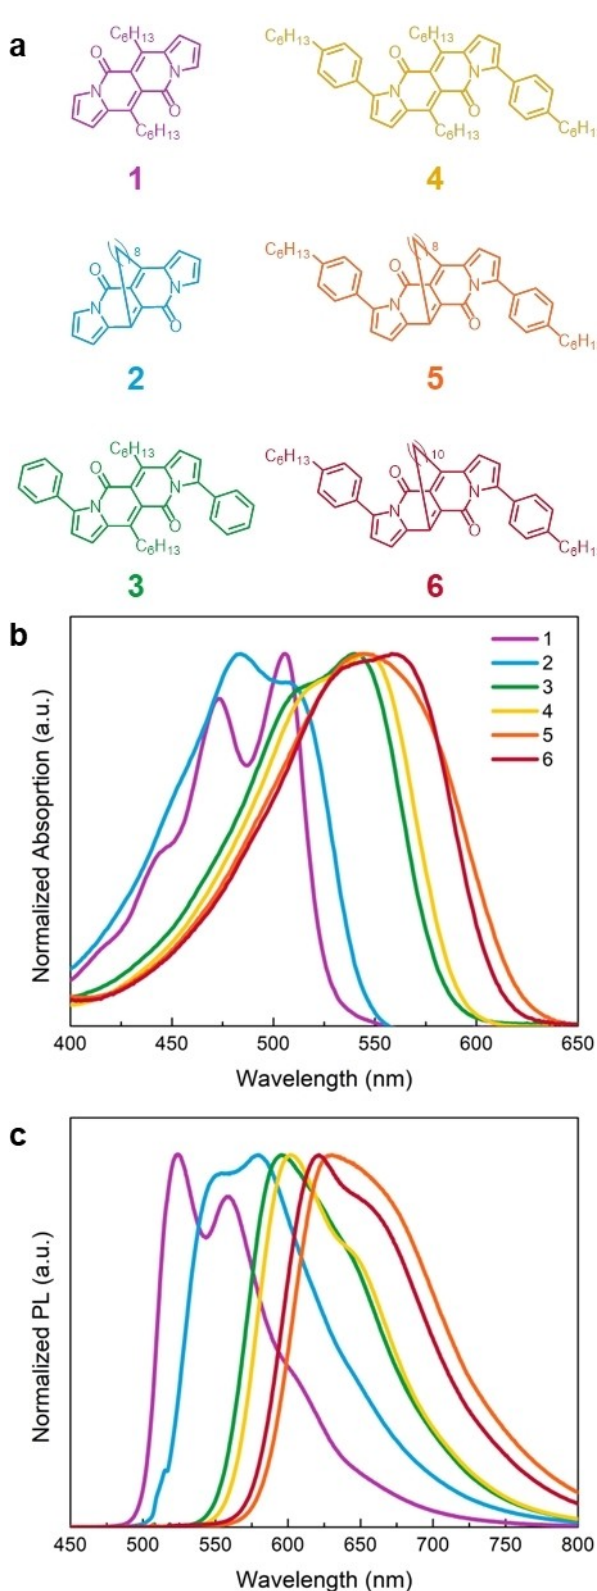 a
C6H13
O
N
N
O
C6H13
1
C6H13
C6H13
O
N
N
O
C6H13
C6H1
4
8
O
N
N
O
2
C6H13
8
O
N
N
O
C6H1
5
C6H13
O
N
N
O
C6H13
3
C6H13
10
O
N
N
O
C6H1
6
b
Normalized Absoprtion (a.u.)
1
2
3
4
5
6
400 450 500 550 600 650
Wavelength (nm)
c
Normalized PL (a.u.)
450 500 550 600 650 700 750 800
Wavelength (nm)